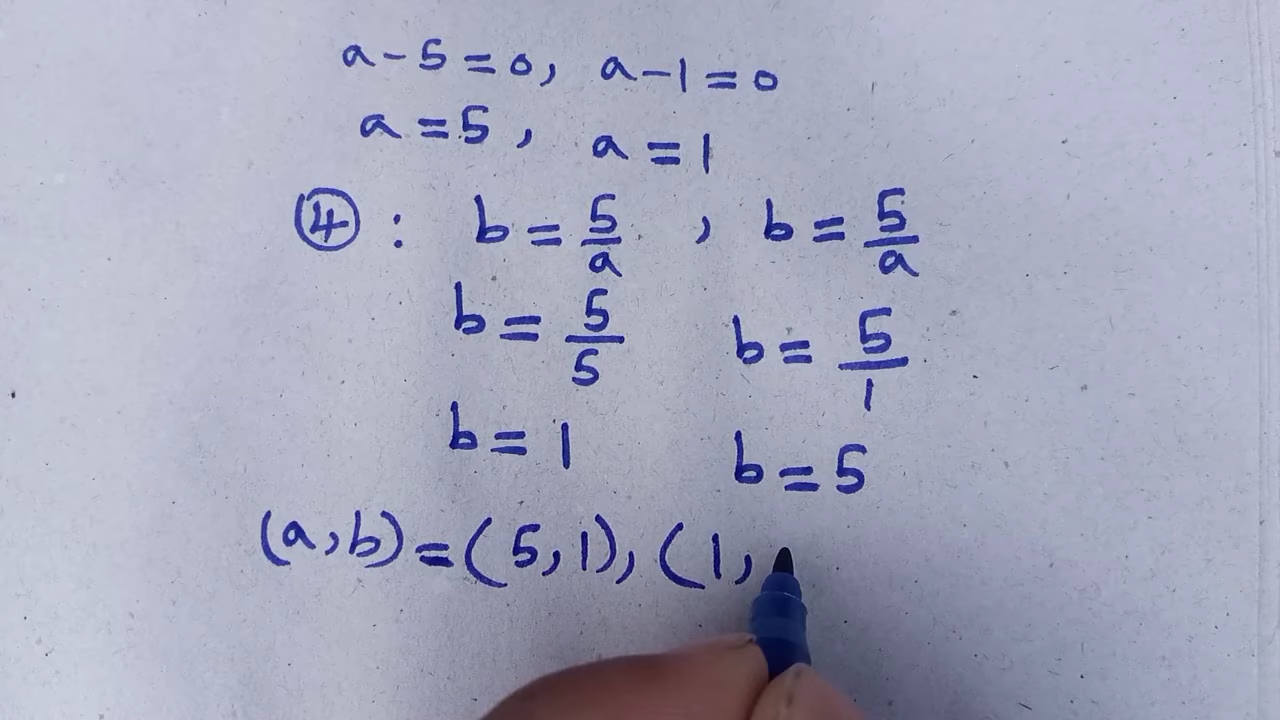 a - 5 = 0, a - 1 = 0
a = 5, a = 1
④ : b = 5/a , b = 5/a
b = 5/5 b = 5/1
b = 1 b = 5
(a, b) = (5, 1), (1,